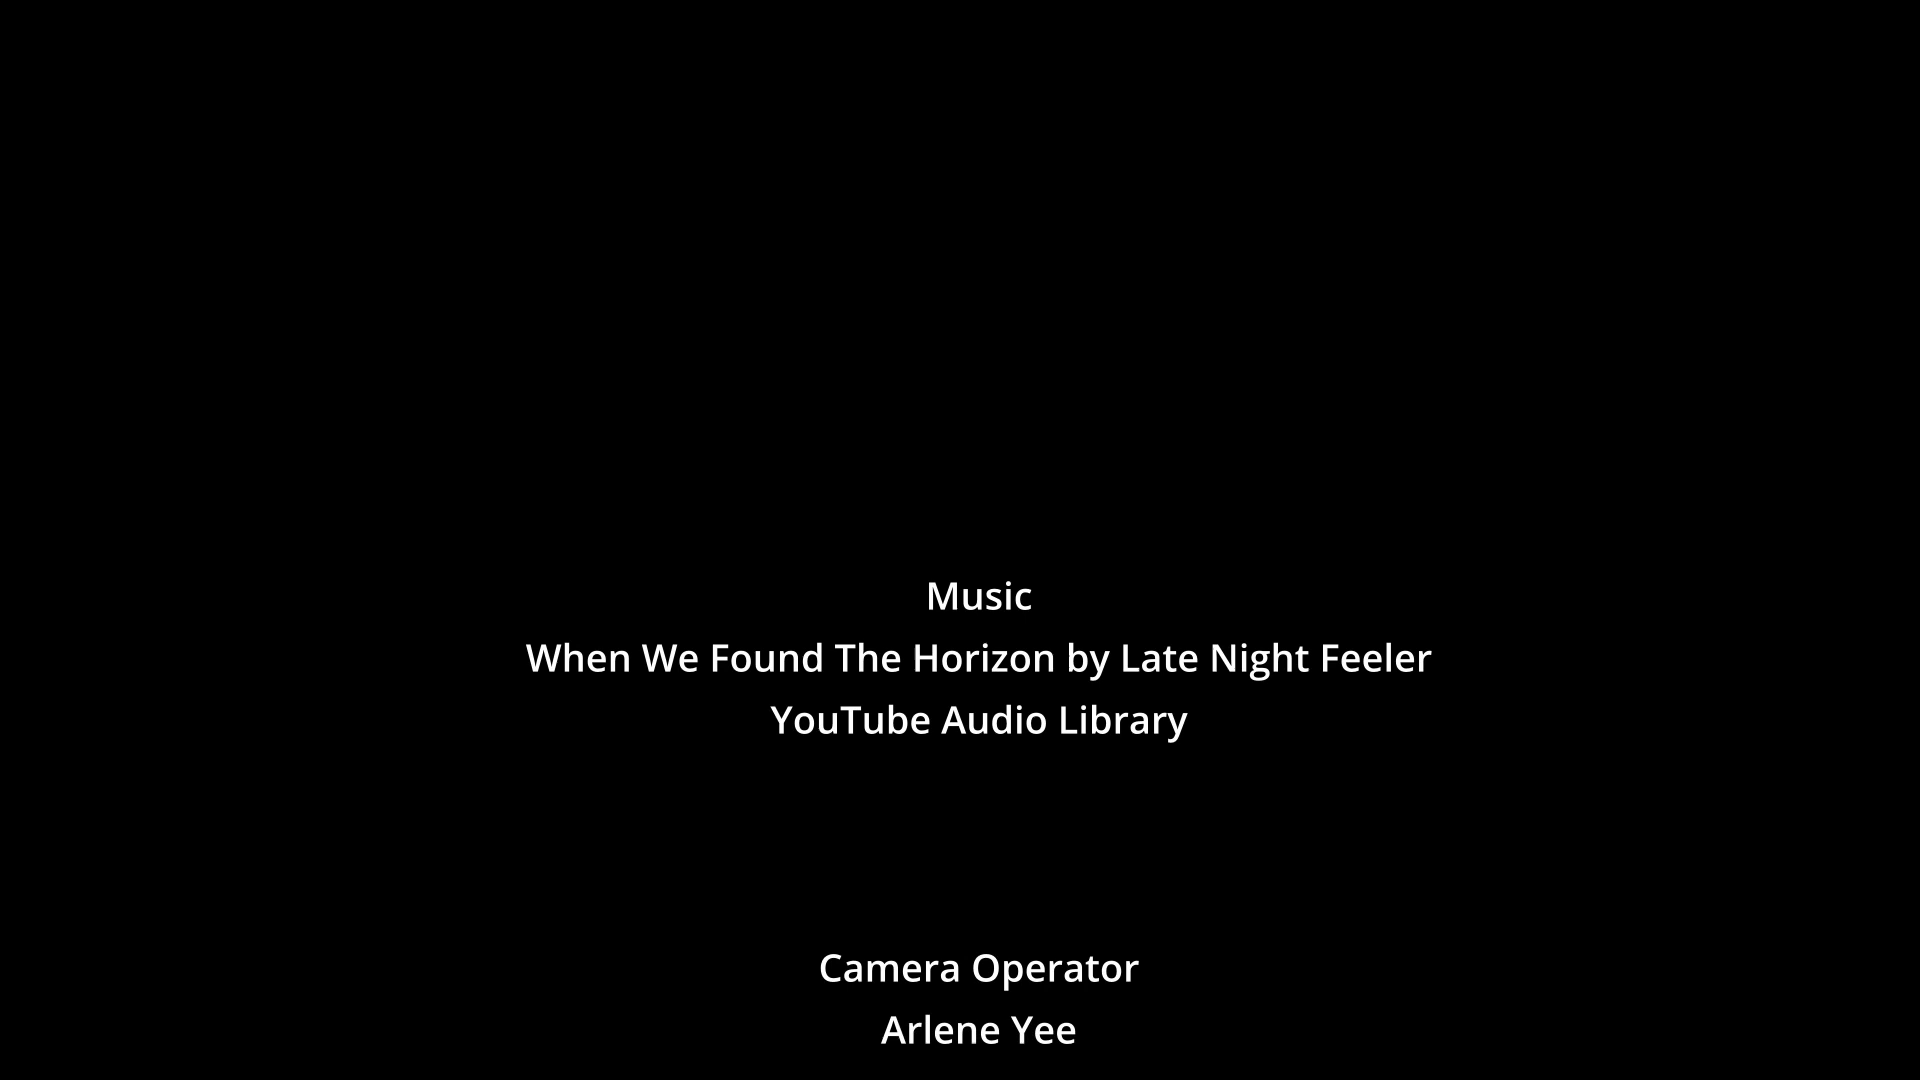 Music
When We Found The Horizon by Late Night Feeler
YouTube Audio Library
Camera Operator
Arlene Yee